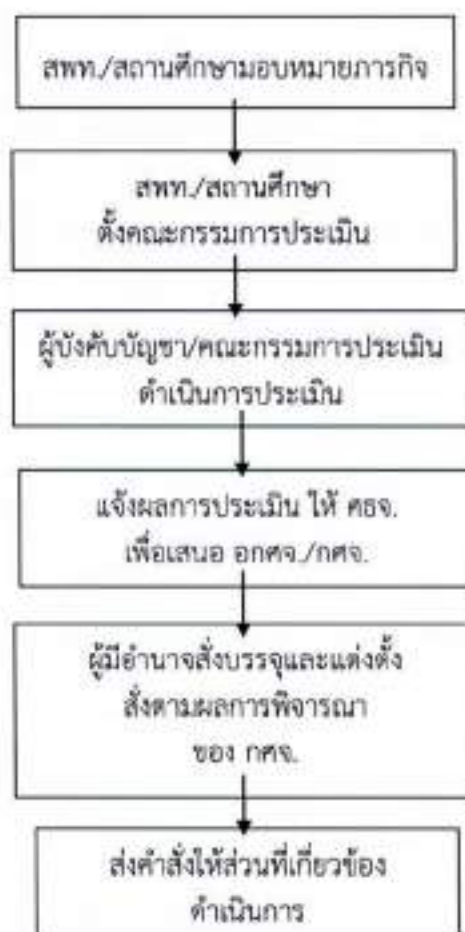 สพท./สถานศึกษามอบหมายภารกิจ
สพท./สถานศึกษา
ตั้งคณะกรรมการประเมิน
ผู้บังคับบัญชา/คณะกรรมการประเมิน
ดำเนินการประเมิน
แจ้งผลการประเมิน ให้ ศธจ.
เพื่อเสนอ อกศจ./กศจ.
ผู้มีอำนาจสั่งบรรจุและแต่งตั้ง
สั่งตามผลการพิจารณา
ของ กศจ.
ส่งคำสั่งให้ส่วนที่เกี่ยวข้อง
ดำเนินการ